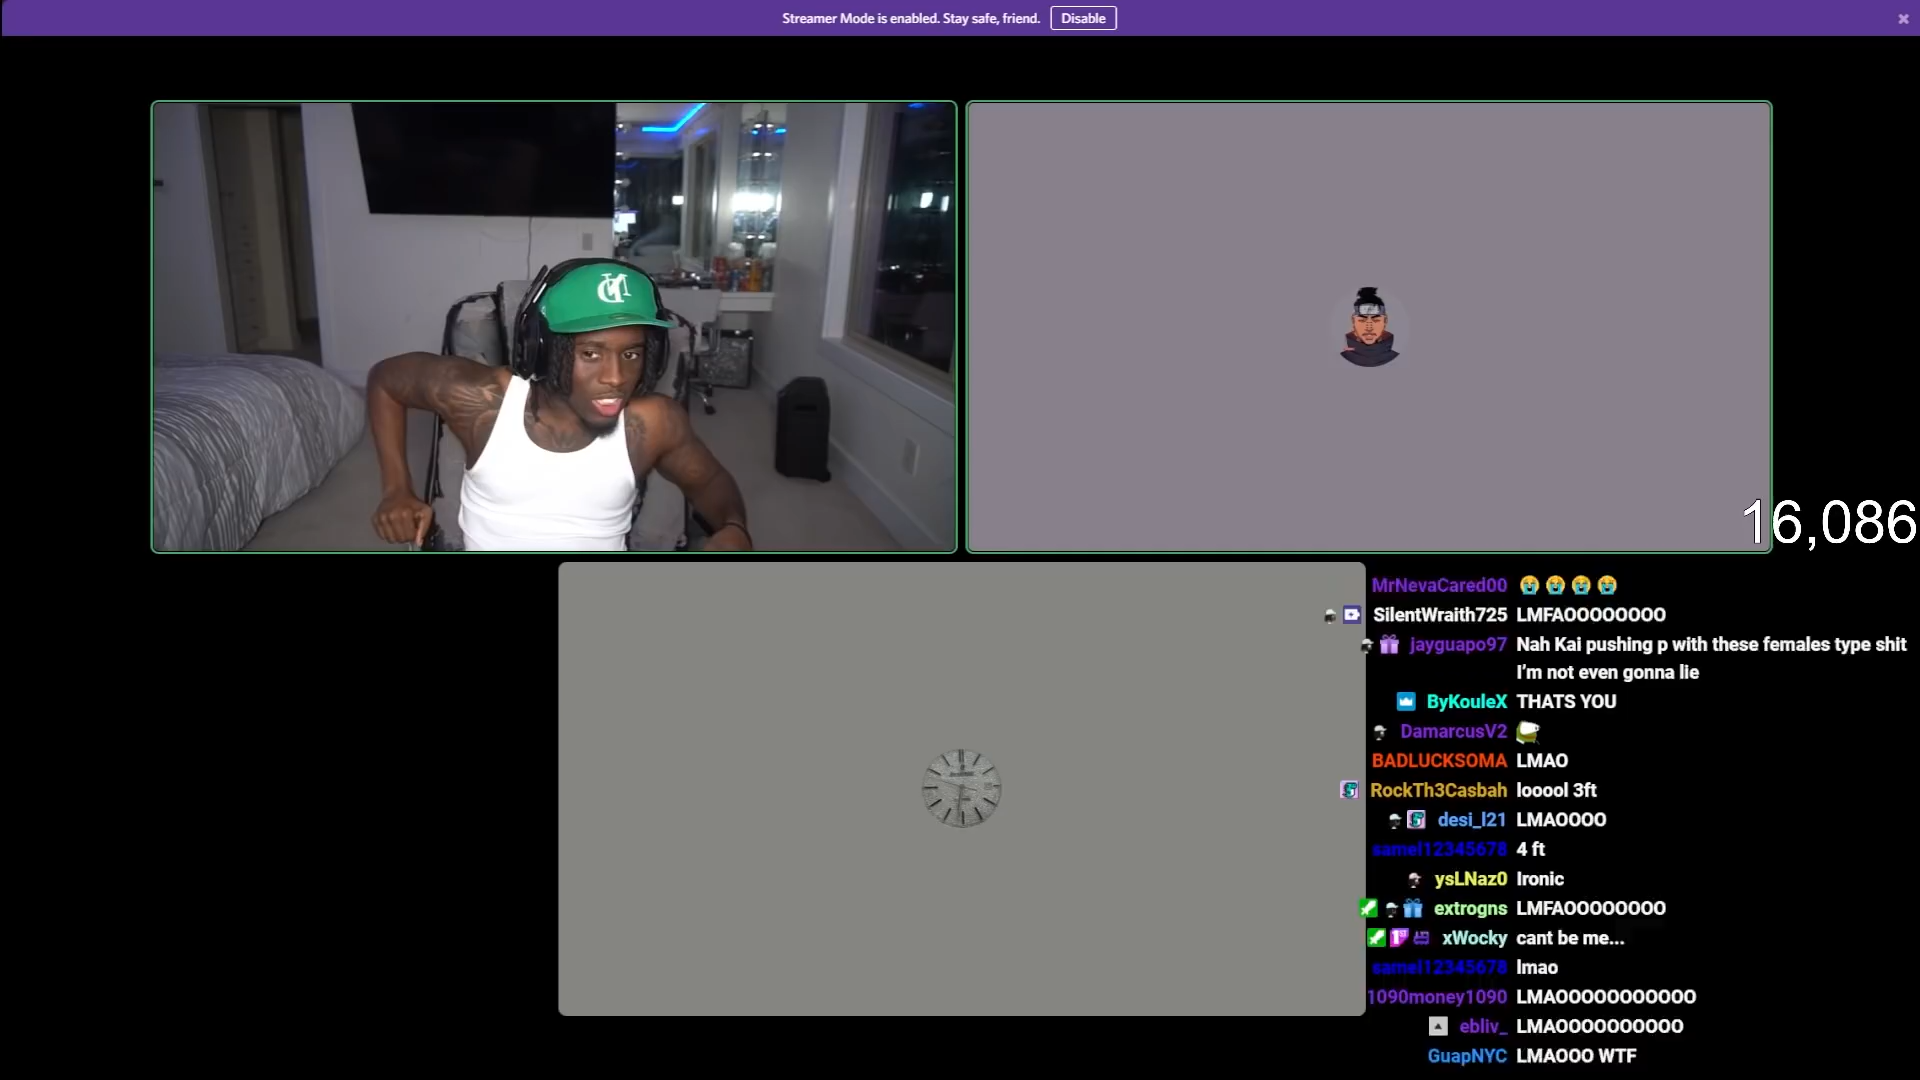 Streamer Mode is enabled. Stay safe, friend. Disable
16,086
MrNevaCared00 😭😭😭😭
SilentWraith725 LMFAOOOOOOOO
jayguapo97 Nah Kai pushing p with these females type shit
I'm not even gonna lie
ByKouleX THATS YOU
DamarcusV2
BADLUCKSOMA LMAO
RockTh3Casbah looool 3ft
desi_l21 LMAOOOO
samel12345678 4 ft
ysLNaz0 Ironic
extrogns LMFAOOOOOOOO
xWocky cant be me...
samel12345678 lmao
1090money1090 LMAOOOOOOOOOOO
ebliv_ LMAOOOOOOOOOO
GuapNYC LMAOOO WTF